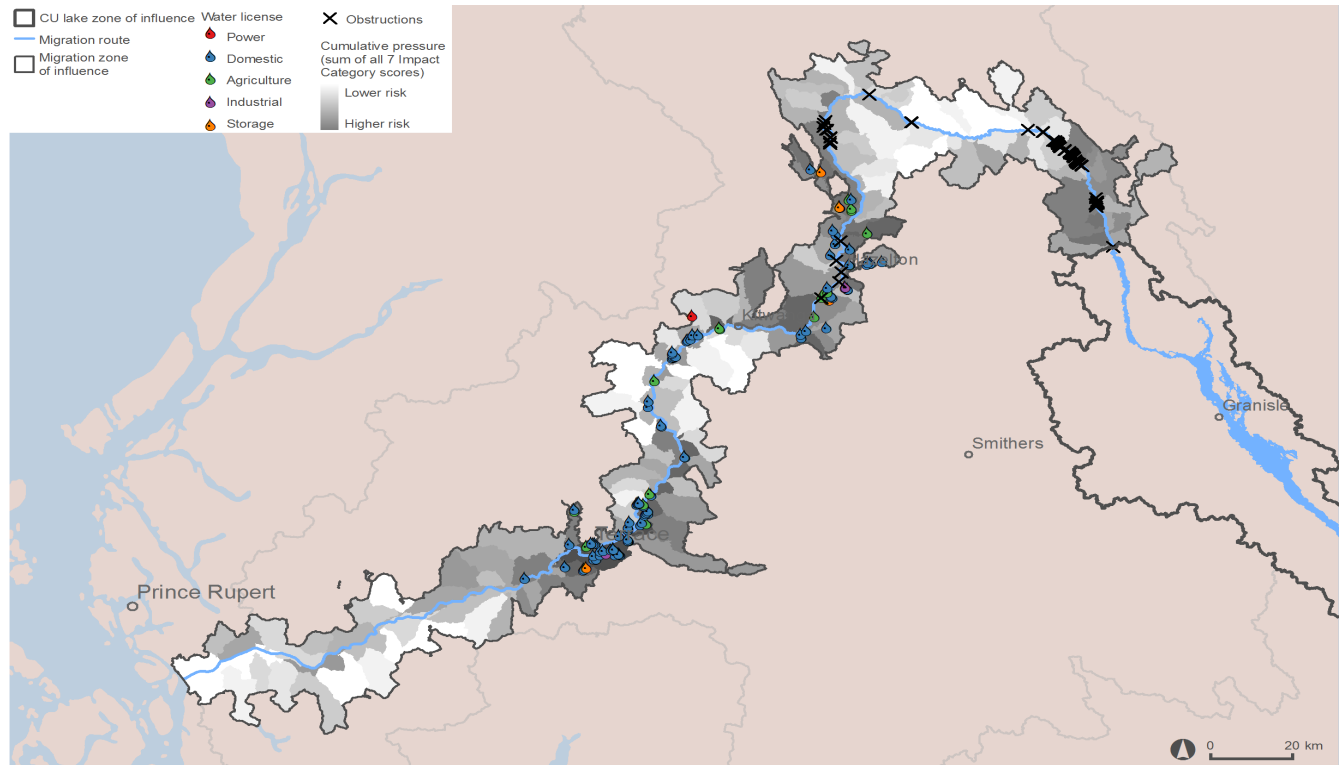 CU lake zone of influence
Migration route
Migration zone
of influence
Water license
Power
Domestic
Agriculture
Industrial
Storage
Obstructions
Cumulative pressure
(sum of all 7 Impact
Category scores)
Lower risk
Higher risk
Granisle
Smithers
Terrace
Prince Rupert
0 20 km